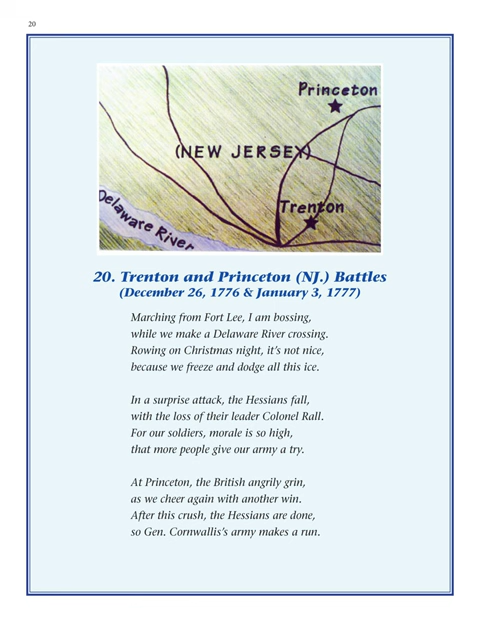 20
Princeton
(NEW JERSEY)
Trenton
Delaware River
20. Trenton and Princeton (NJ.) Battles
(December 26, 1776 & January 3, 1777)
Marching from Fort Lee, I am bossing,
while we make a Delaware River crossing.
Rowing on Christmas night, it's not nice,
because we freeze and dodge all this ice.
In a surprise attack, the Hessians fall,
with the loss of their leader Colonel Rall.
For our soldiers, morale is so high,
that more people give our army a try.
At Princeton, the British angrily grin,
as we cheer again with another win.
After this crush, the Hessians are done,
so Gen. Cornwallis's army makes a run.